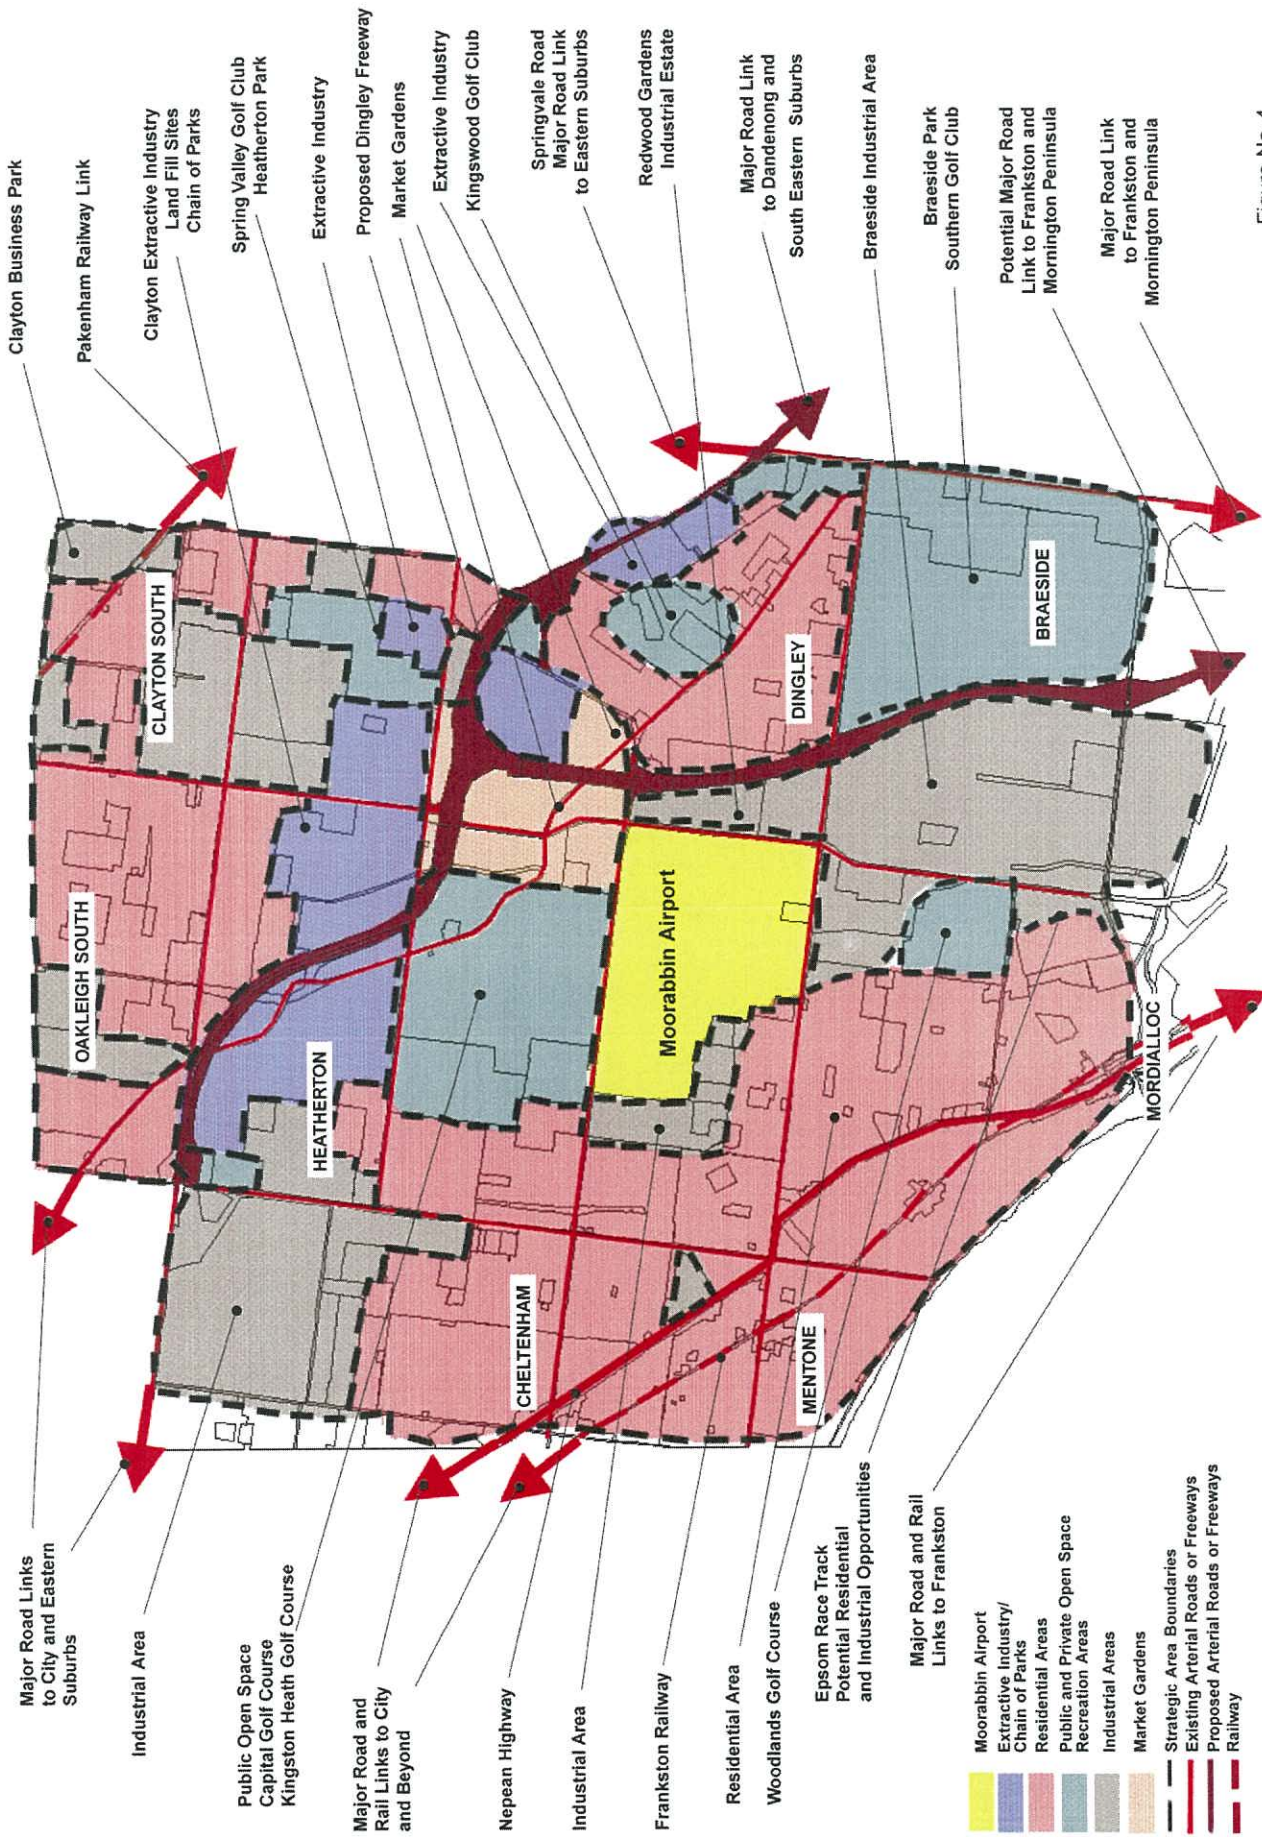 Major Road Links
to City and Eastern
Suburbs
Industrial Area
Public Open Space
Capital Golf Course
Kingston Heath Golf Course
Major Road and
Rail Links to City
and Beyond
Nepean Highway
Industrial Area
Frankston Railway
Residential Area
Woodlands Golf Course
Epsom Race Track
Potential Residential
and Industrial Opportunities
Major Road and Rail
Links to Frankston
Clayton Business Park
Pakenham Railway Link
Clayton Extractive Industry
Land Fill Sites
Chain of Parks
Spring Valley Golf Club
Heatherton Park
Extractive Industry
Proposed Dingley Freeway
Market Gardens
Extractive Industry
Kingswood Golf Club
Springvale Road
Major Road Link
to Eastern Suburbs
Redwood Gardens
Industrial Estate
Major Road Link
to Dandenong and
South Eastern Suburbs
Braeside Industrial Area
Braeside Park
Southern Golf Club
Potential Major Road
Link to Frankston and
Mornington Peninsula
Major Road Link
to Frankston and
Mornington Peninsula
OAKLEIGH SOUTH
CLAYTON SOUTH
HEATHERTON
CHELTENHAM
Moorabbin Airport
DINGLEY
BRAESIDE
MENTONE
MORDIALLOC
Moorabbin Airport
Extractive Industry/
Chain of Parks
Residential Areas
Public and Private Open Space
Recreation Areas
Industrial Areas
Market Gardens
Strategic Area Boundaries
Existing Arterial Roads or Freeways
Proposed Arterial Roads or Freeways
Railway